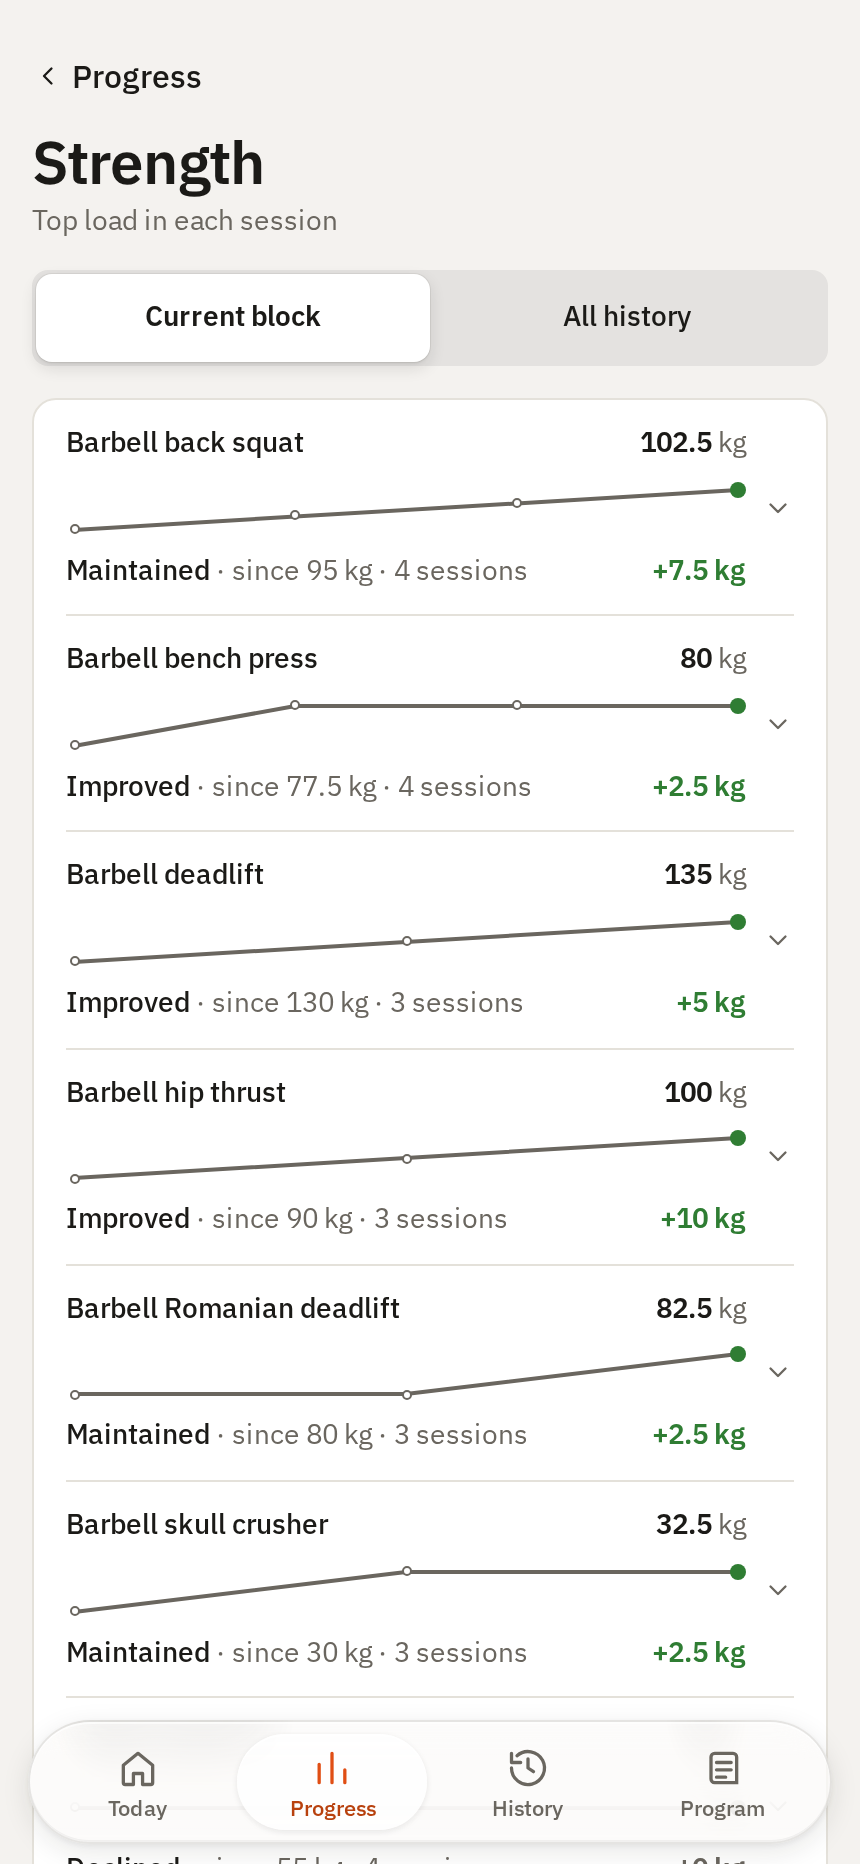 Progress
Strength
Top load in each session
Current block
All history
Barbell back squat 102.5 kg
Maintained · since 95 kg · 4 sessions +7.5 kg
Barbell bench press 80 kg
Improved · since 77.5 kg · 4 sessions +2.5 kg
Barbell deadlift 135 kg
Improved · since 130 kg · 3 sessions +5 kg
Barbell hip thrust 100 kg
Improved · since 90 kg · 3 sessions +10 kg
Barbell Romanian deadlift 82.5 kg
Maintained · since 80 kg · 3 sessions +2.5 kg
Barbell skull crusher 32.5 kg
Maintained · since 30 kg · 3 sessions +2.5 kg
Today
Progress
History
Program